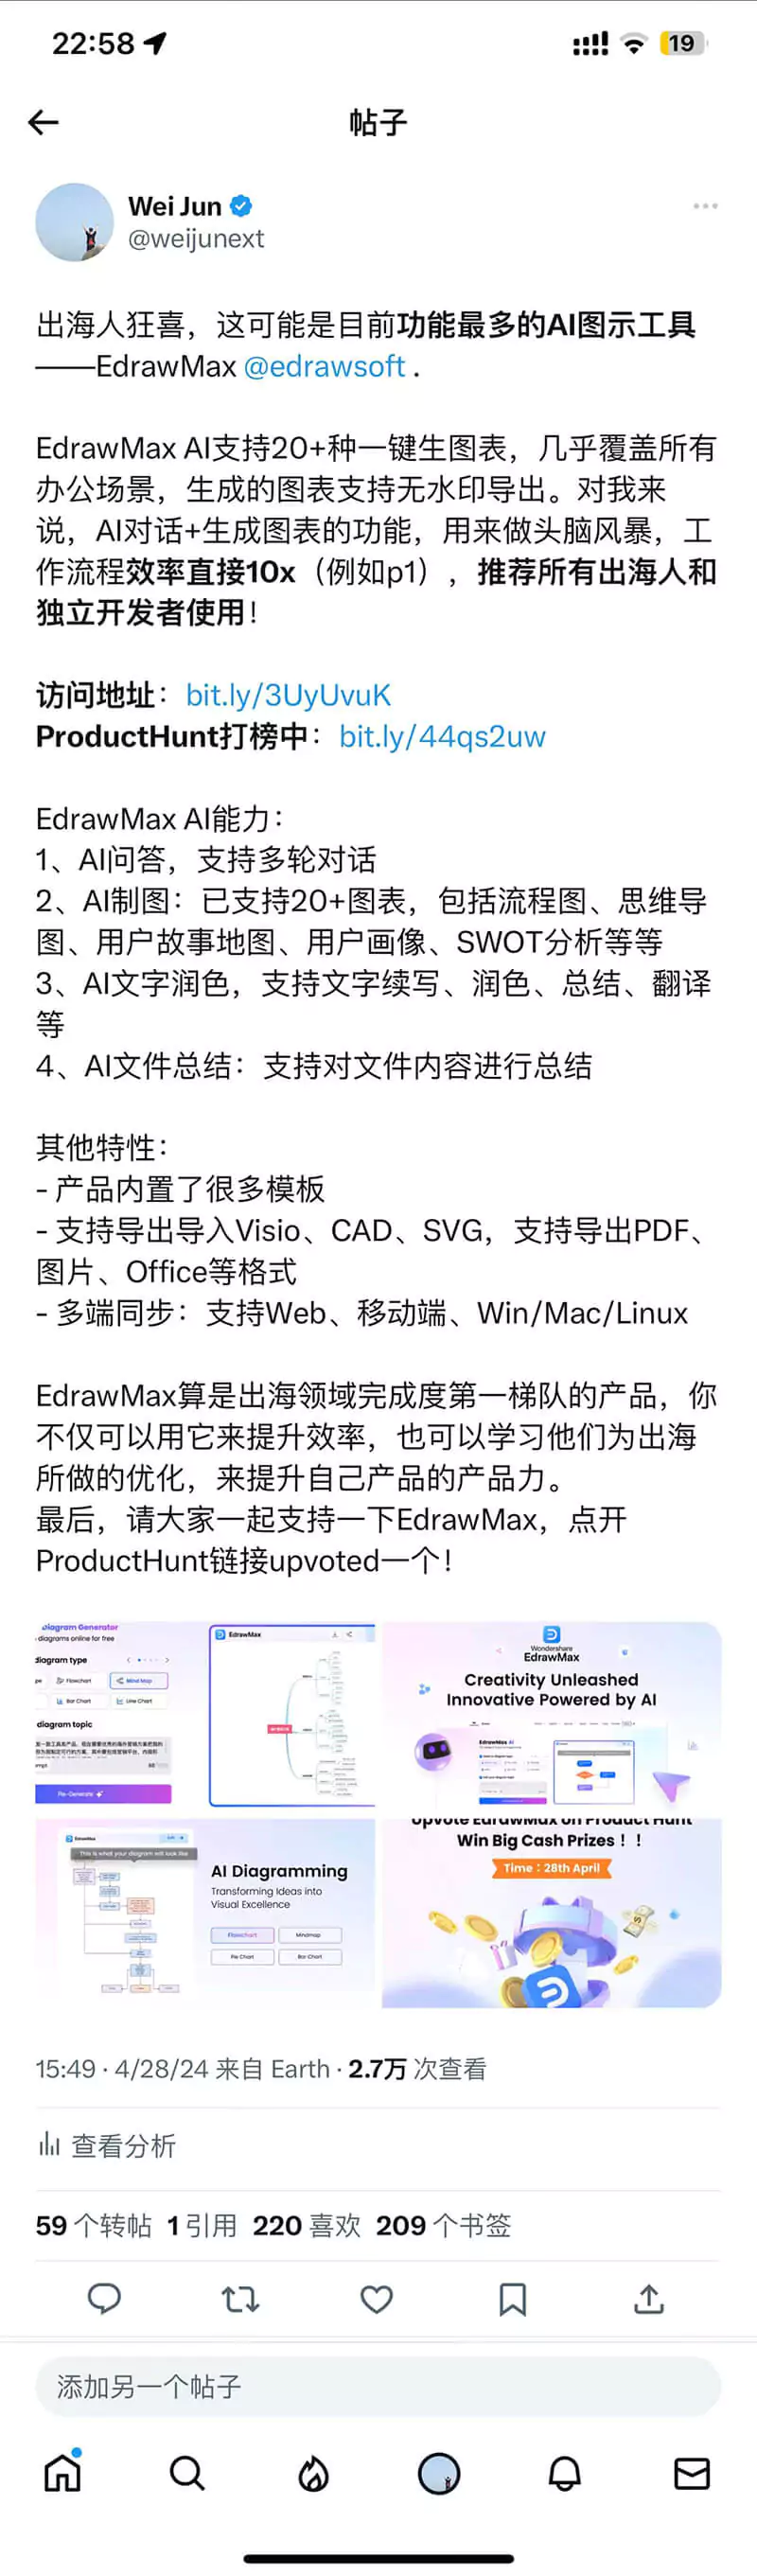 22:58
19
帖子
Wei Jun
@weijunext
出海人狂喜，这可能是目前功能最多的AI图示工具
——EdrawMax @edrawsoft .
EdrawMax AI支持20+种一键生图表，几乎覆盖所有
办公场景，生成的图表支持无水印导出。对我来
说，AI对话+生成图表的功能，用来做头脑风暴，工
作流程效率直接10x（例如p1），推荐所有出海人和
独立开发者使用！
访问地址：bit.ly/3UyUvuK
ProductHunt打榜中：bit.ly/44qs2uw
EdrawMax AI能力：
1、AI问答，支持多轮对话
2、AI制图：已支持20+图表，包括流程图、思维导
图、用户故事地图、用户画像、SWOT分析等等
3、AI文字润色，支持文字续写、润色、总结、翻译
等
4、AI文件总结：支持对文件内容进行总结
其他特性：
- 产品内置了很多模板
- 支持导出导入Visio、CAD、SVG，支持导出PDF、
图片、Office等格式
- 多端同步：支持Web、移动端、Win/Mac/Linux
EdrawMax算是出海领域完成度第一梯队的产品，你
不仅可以用它来提升效率，也可以学习他们为出海
所做的优化，来提升自己产品的产品力。
最后，请大家一起支持一下EdrawMax，点开
ProductHunt链接upvoted一个！
Diagram Generator
diagrams online for free
diagram type
Flowchart
Mind Map
Bar Chart
Line Chart
diagram topic
Re-Generate
EdrawMax
Wondershare
EdrawMax
Creativity Unleashed
Innovative Powered by AI
EdrawMax AI
EdrawMax
This is what your diagram will look like
AI Diagramming
Transforming Ideas into
Visual Excellence
Flowchart
Mindmap
Pie Chart
Bar Chart
Upvote EdrawMax on Product Hunt
Win Big Cash Prizes！！
Time：28th April
15:49 · 4/28/24 来自 Earth · 2.7万 次查看
查看分析
59 个转帖 1 引用 220 喜欢 209 个书签
添加另一个帖子